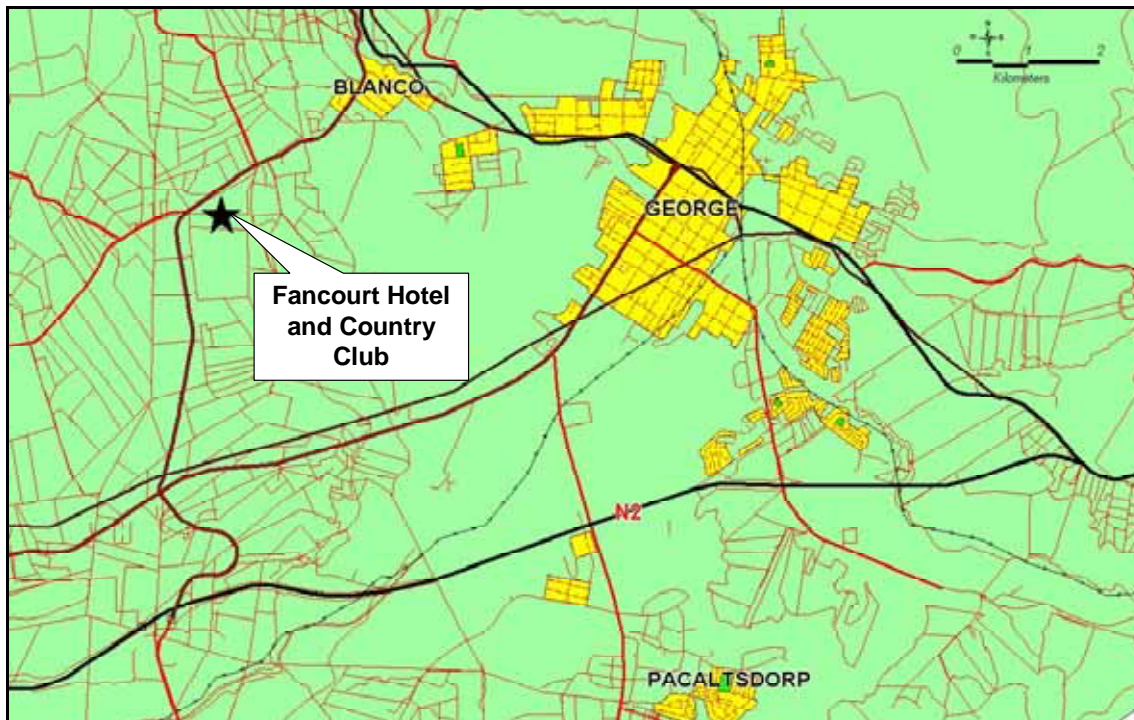 BLANCO
0 1 2
Kilometers
GEORGE
Fancourt Hotel
and Country
Club
N2
PACALTSDORP